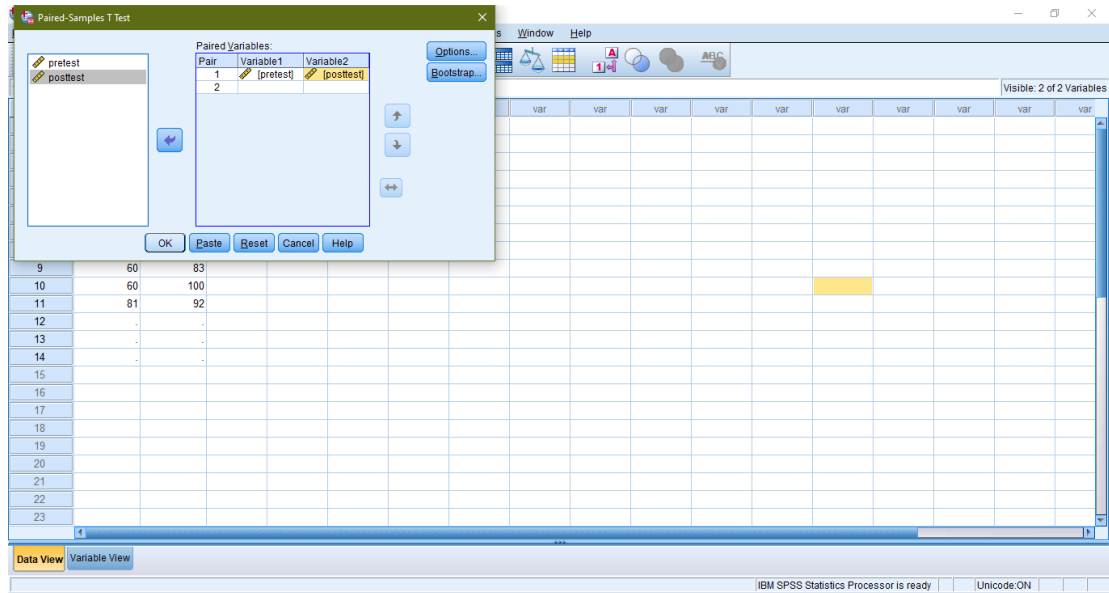 Paired-Samples T Test
s Window Help
Paired Variables:
Pair Variable1 Variable2
1 [pretest] [posttest]
2
pretest
posttest
Options...
Bootstrap...
OK Paste Reset Cancel Help
A
1
ABC
Visible: 2 of 2 Variables
var var var var var var var var var var
9 60 83
10 60 100
11 81 92
12 . .
13 . .
14 . .
15
16
17
18
19
20
21
22
23
Data View Variable View
IBM SPSS Statistics Processor is ready Unicode:ON